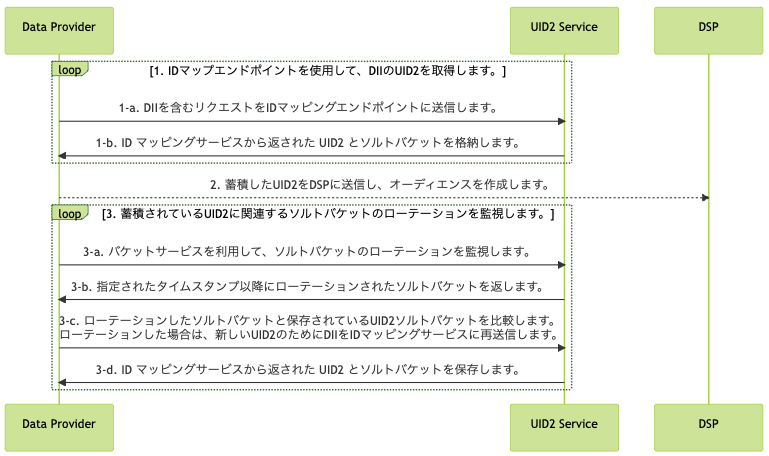 Data Provider
UID2 Service
DSP
loop
[1. IDマップエンドポイントを使用して、DIIのUID2を取得します。]
1-a. DIIを含むリクエストをIDマッピングエンドポイントに送信します。
1-b. ID マッピングサービスから返された UID2 とソルトバケットを格納します。
2. 蓄積したUID2をDSPに送信し、オーディエンスを作成します。
loop
[3. 蓄積されているUID2に関連するソルトバケットのローテーションを監視します。]
3-a. バケットサービスを利用して、ソルトバケットのローテーションを監視します。
3-b. 指定されたタイムスタンプ以降にローテーションされたソルトバケットを返します。
3-c. ローテーションしたソルトバケットと保存されているUID2ソルトバケットを比較します。
ローテーションした場合は、新しいUID2のためにDIIをIDマッピングサービスに再送信します。
3-d. ID マッピングサービスから返された UID2 とソルトバケットを保存します。
Data Provider
UID2 Service
DSP